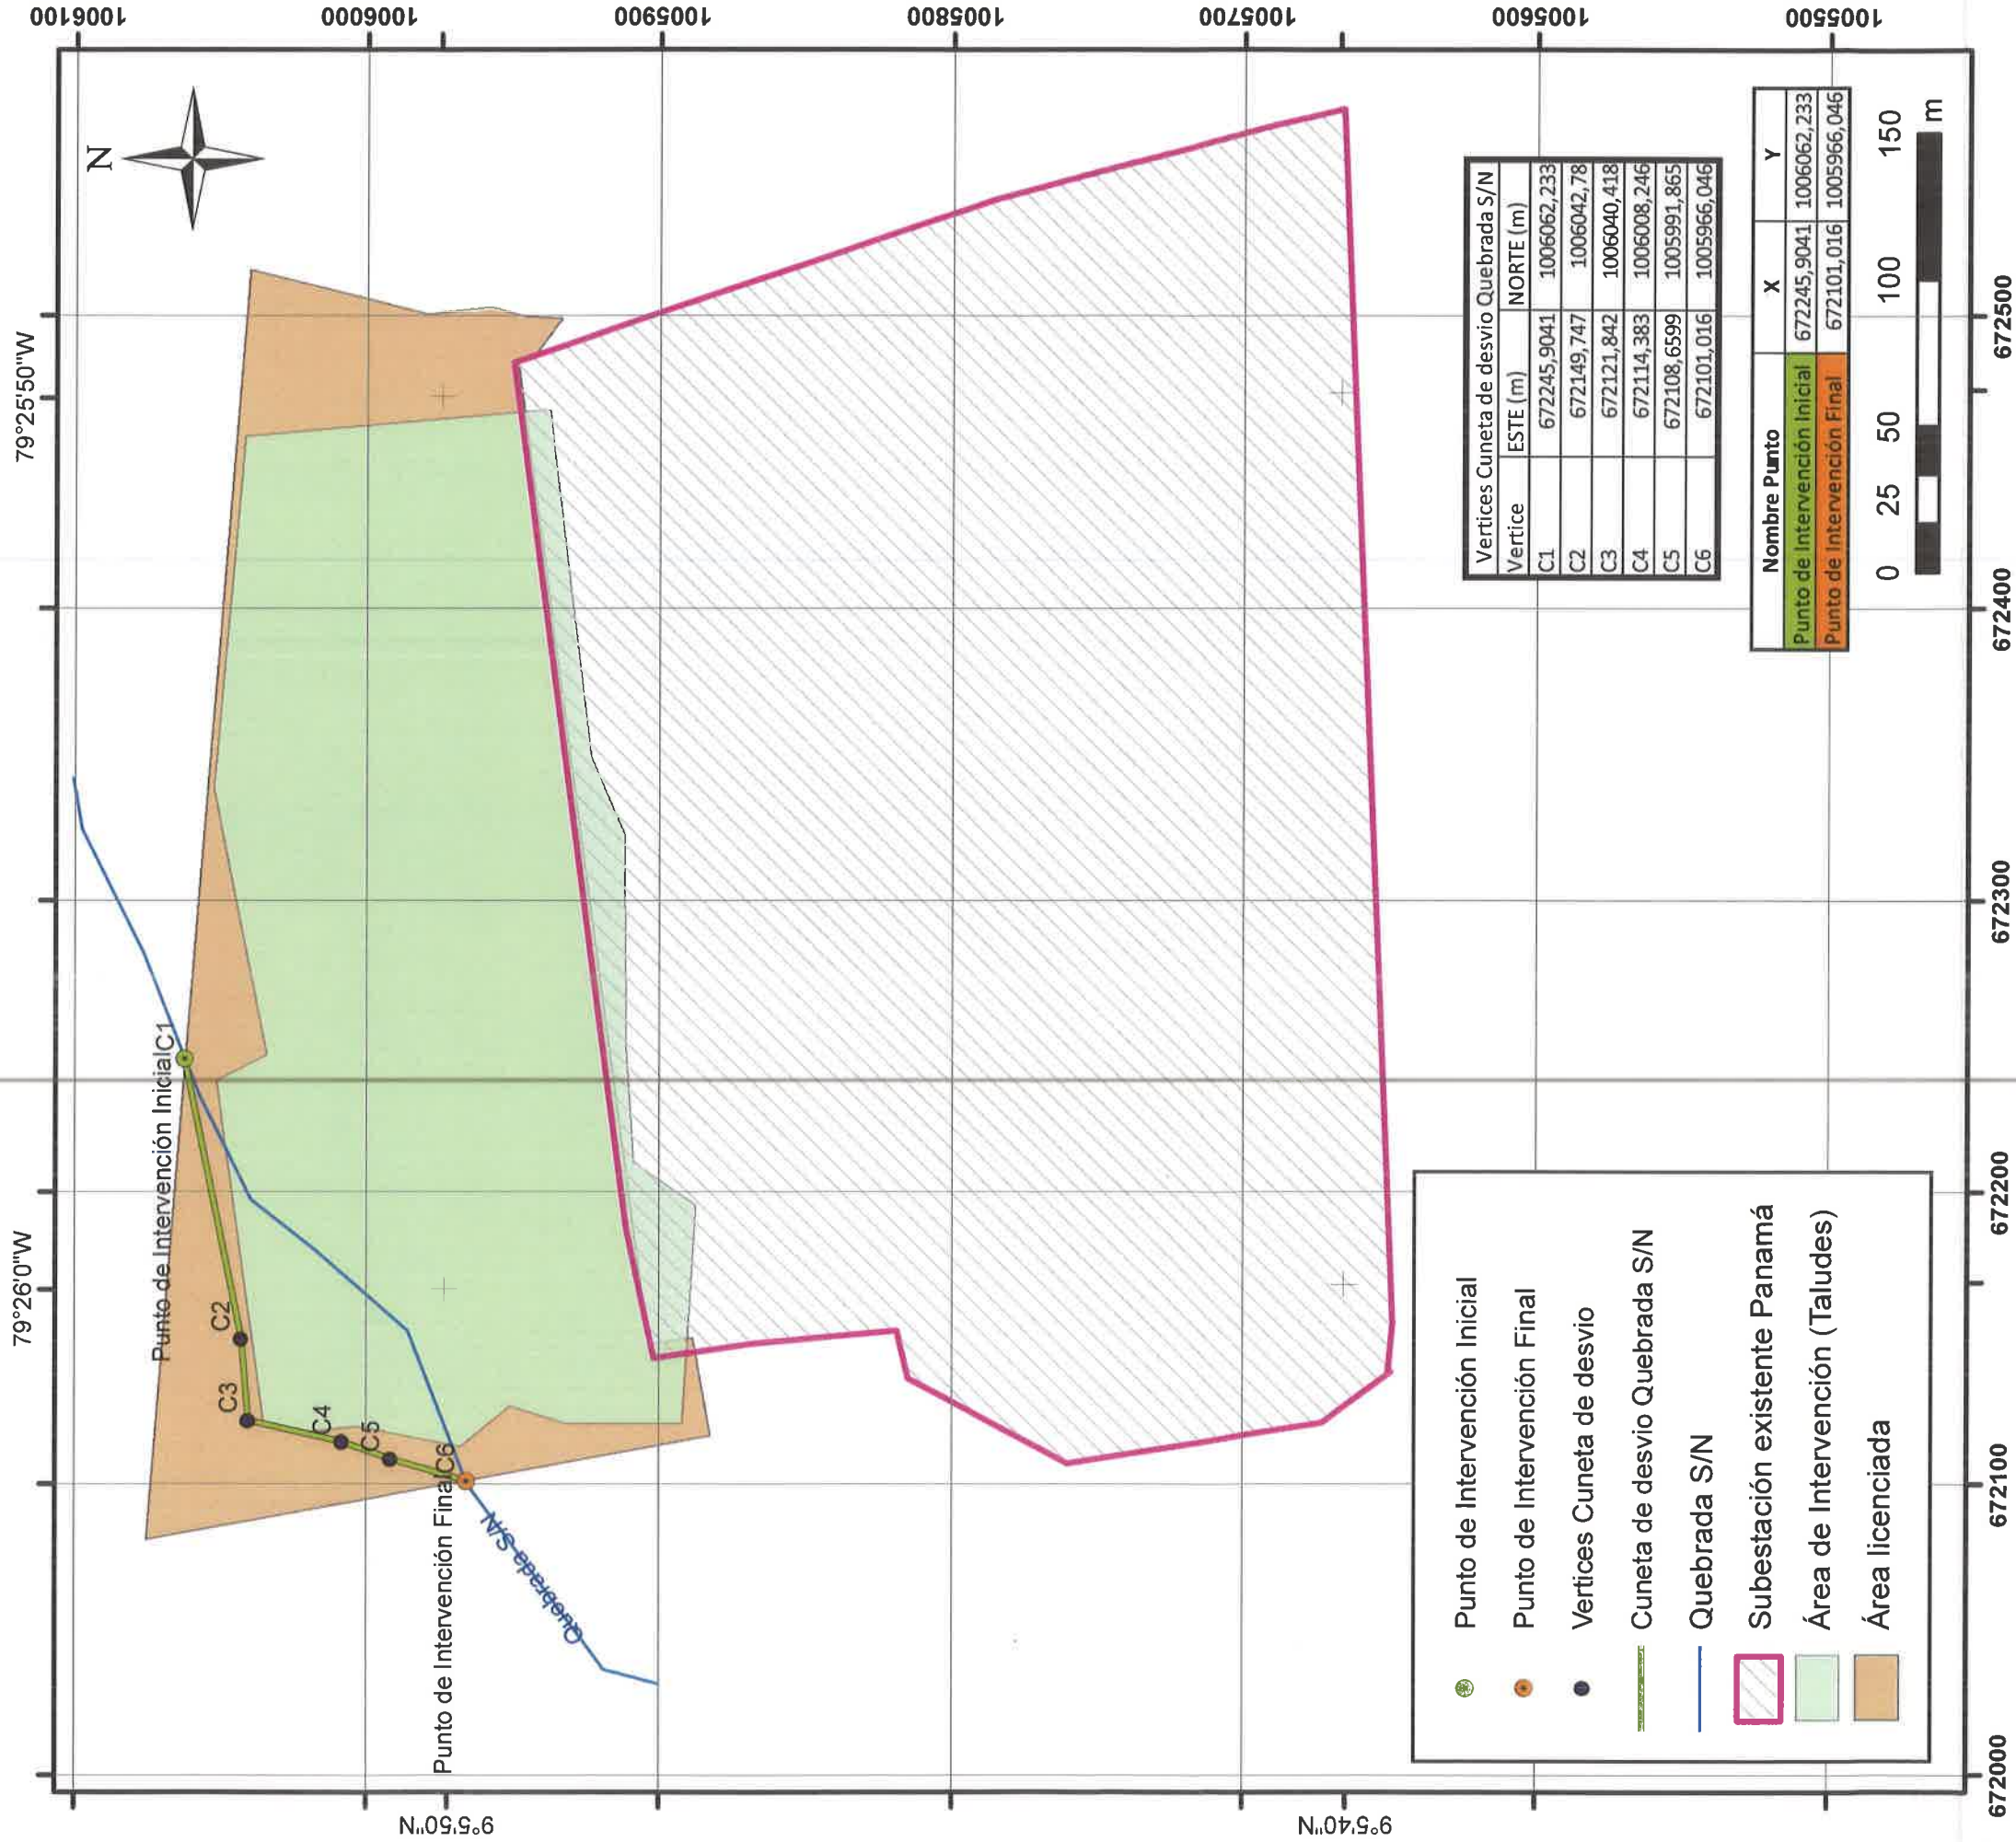 79°26'0"W
79°25'50"W
1006100
1006000
1005900
1005800
1005700
1005600
1005500
9°5'50"N
9°5'40"N
N
Punto de Intervención Inicial C1
C2
C3
C4
C5
Punto de Intervención Final C6
Quebrada S/N
Punto de Intervención Inicial
Punto de Intervención Final
Vertices Cuneta de desvio
Cuneta de desvio Quebrada S/N
Quebrada S/N
Subestación existente Panamá
Área de Intervención (Taludes)
Área licenciada
Vertices Cuneta de desvio Quebrada S/N
Vertice ESTE (m) NORTE (m)
C1 672245,9041 1006062,233
C2 672149,747 1006042,78
C3 672121,842 1006040,418
C4 672114,383 1006008,246
C5 672108,6599 1005991,865
C6 672101,016 1005966,046
Nombre Punto X Y
Punto de Intervención Inicial 672245,9041 1006062,233
Punto de Intervención Final 672101,016 1005966,046
0 25 50 100 150
m
672000 672100 672200 672300 672400 672500